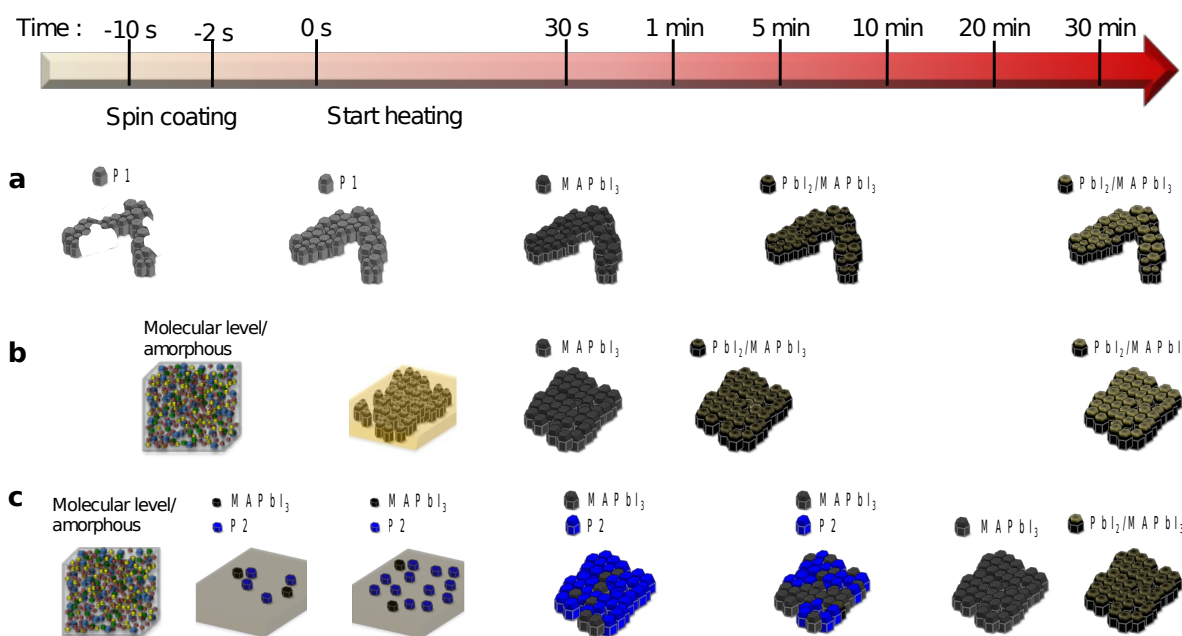 Time : -10 s -2 s 0 s 30 s 1 min 5 min 10 min 20 min 30 min
Spin coating Start heating
a P1 P1 MAPbI₃ PbI₂/MAPbI₃ PbI₂/MAPbI₃
Molecular level/
amorphous
b MAPbI₃ PbI₂/MAPbI₃ PbI₂/MAPbI
c Molecular level/
amorphous
MAPbI₃ MAPbI₃ MAPbI₃ MAPbI₃ MAPbI₃ PbI₂/MAPbI₃
P2 P2 P2 P2